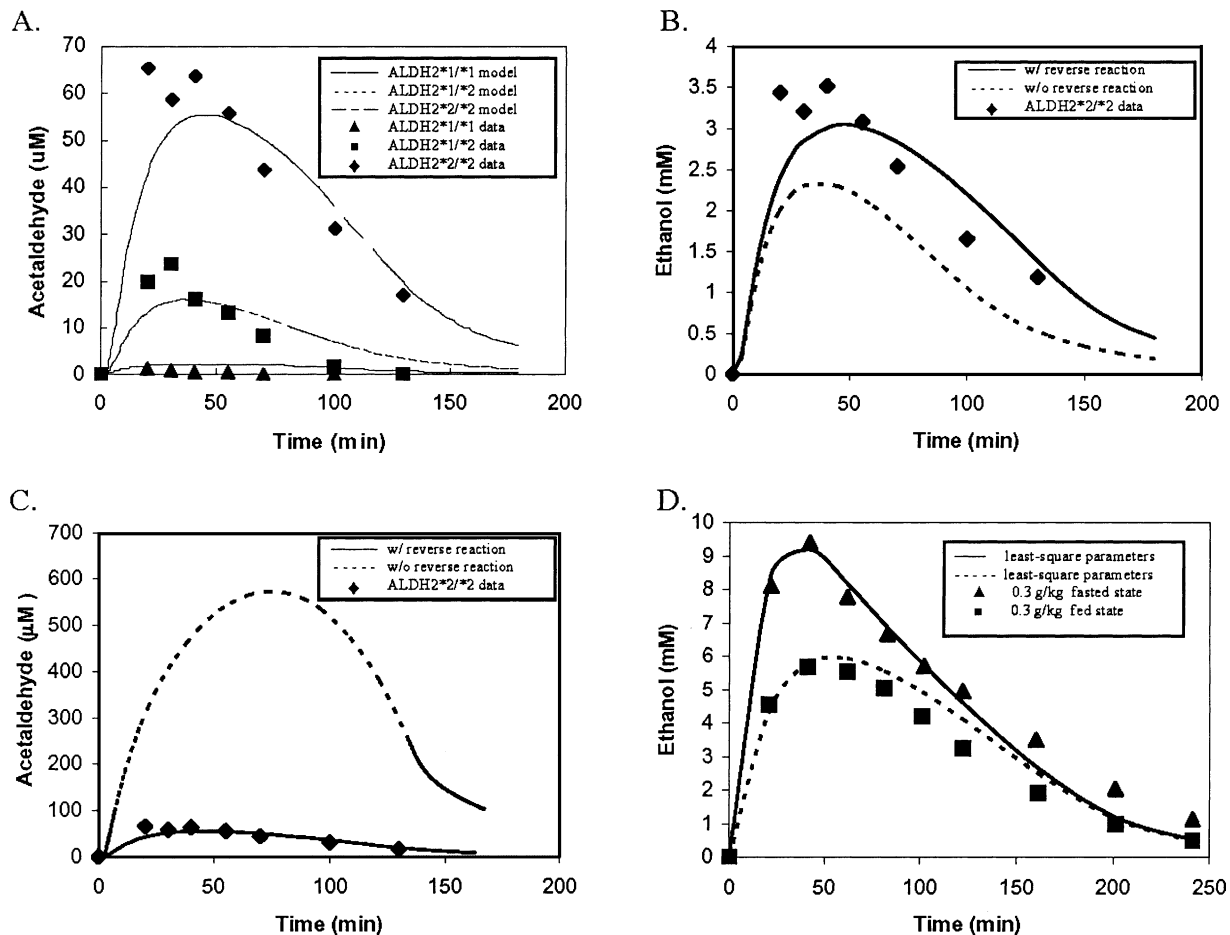 A.
70
60
50
40
30
20
10
0
Acetaldehyde (uM)
0 50 100 150 200
Time (min)
ALDH2*1/*1 model
ALDH2*1/*2 model
ALDH2*2/*2 model
ALDH2*1/*1 data
ALDH2*1/*2 data
ALDH2*2/*2 data
B.
4
3.5
3
2.5
2
1.5
1
0.5
0
Ethanol (mM)
0 50 100 150 200
Time (min)
w/ reverse reaction
w/o reverse reaction
ALDH2*2/*2 data
C.
700
600
500
400
300
200
100
0
Acetaldehyde (μM)
0 50 100 150 200
Time (min)
w/ reverse reaction
w/o reverse reaction
ALDH2*2/*2 data
D.
10
9
8
7
6
5
4
3
2
1
0
Ethanol (mM)
0 50 100 150 200 250
Time (min)
least-square parameters
least-square parameters
0.3 g/kg fasted state
0.3 g/kg fed state